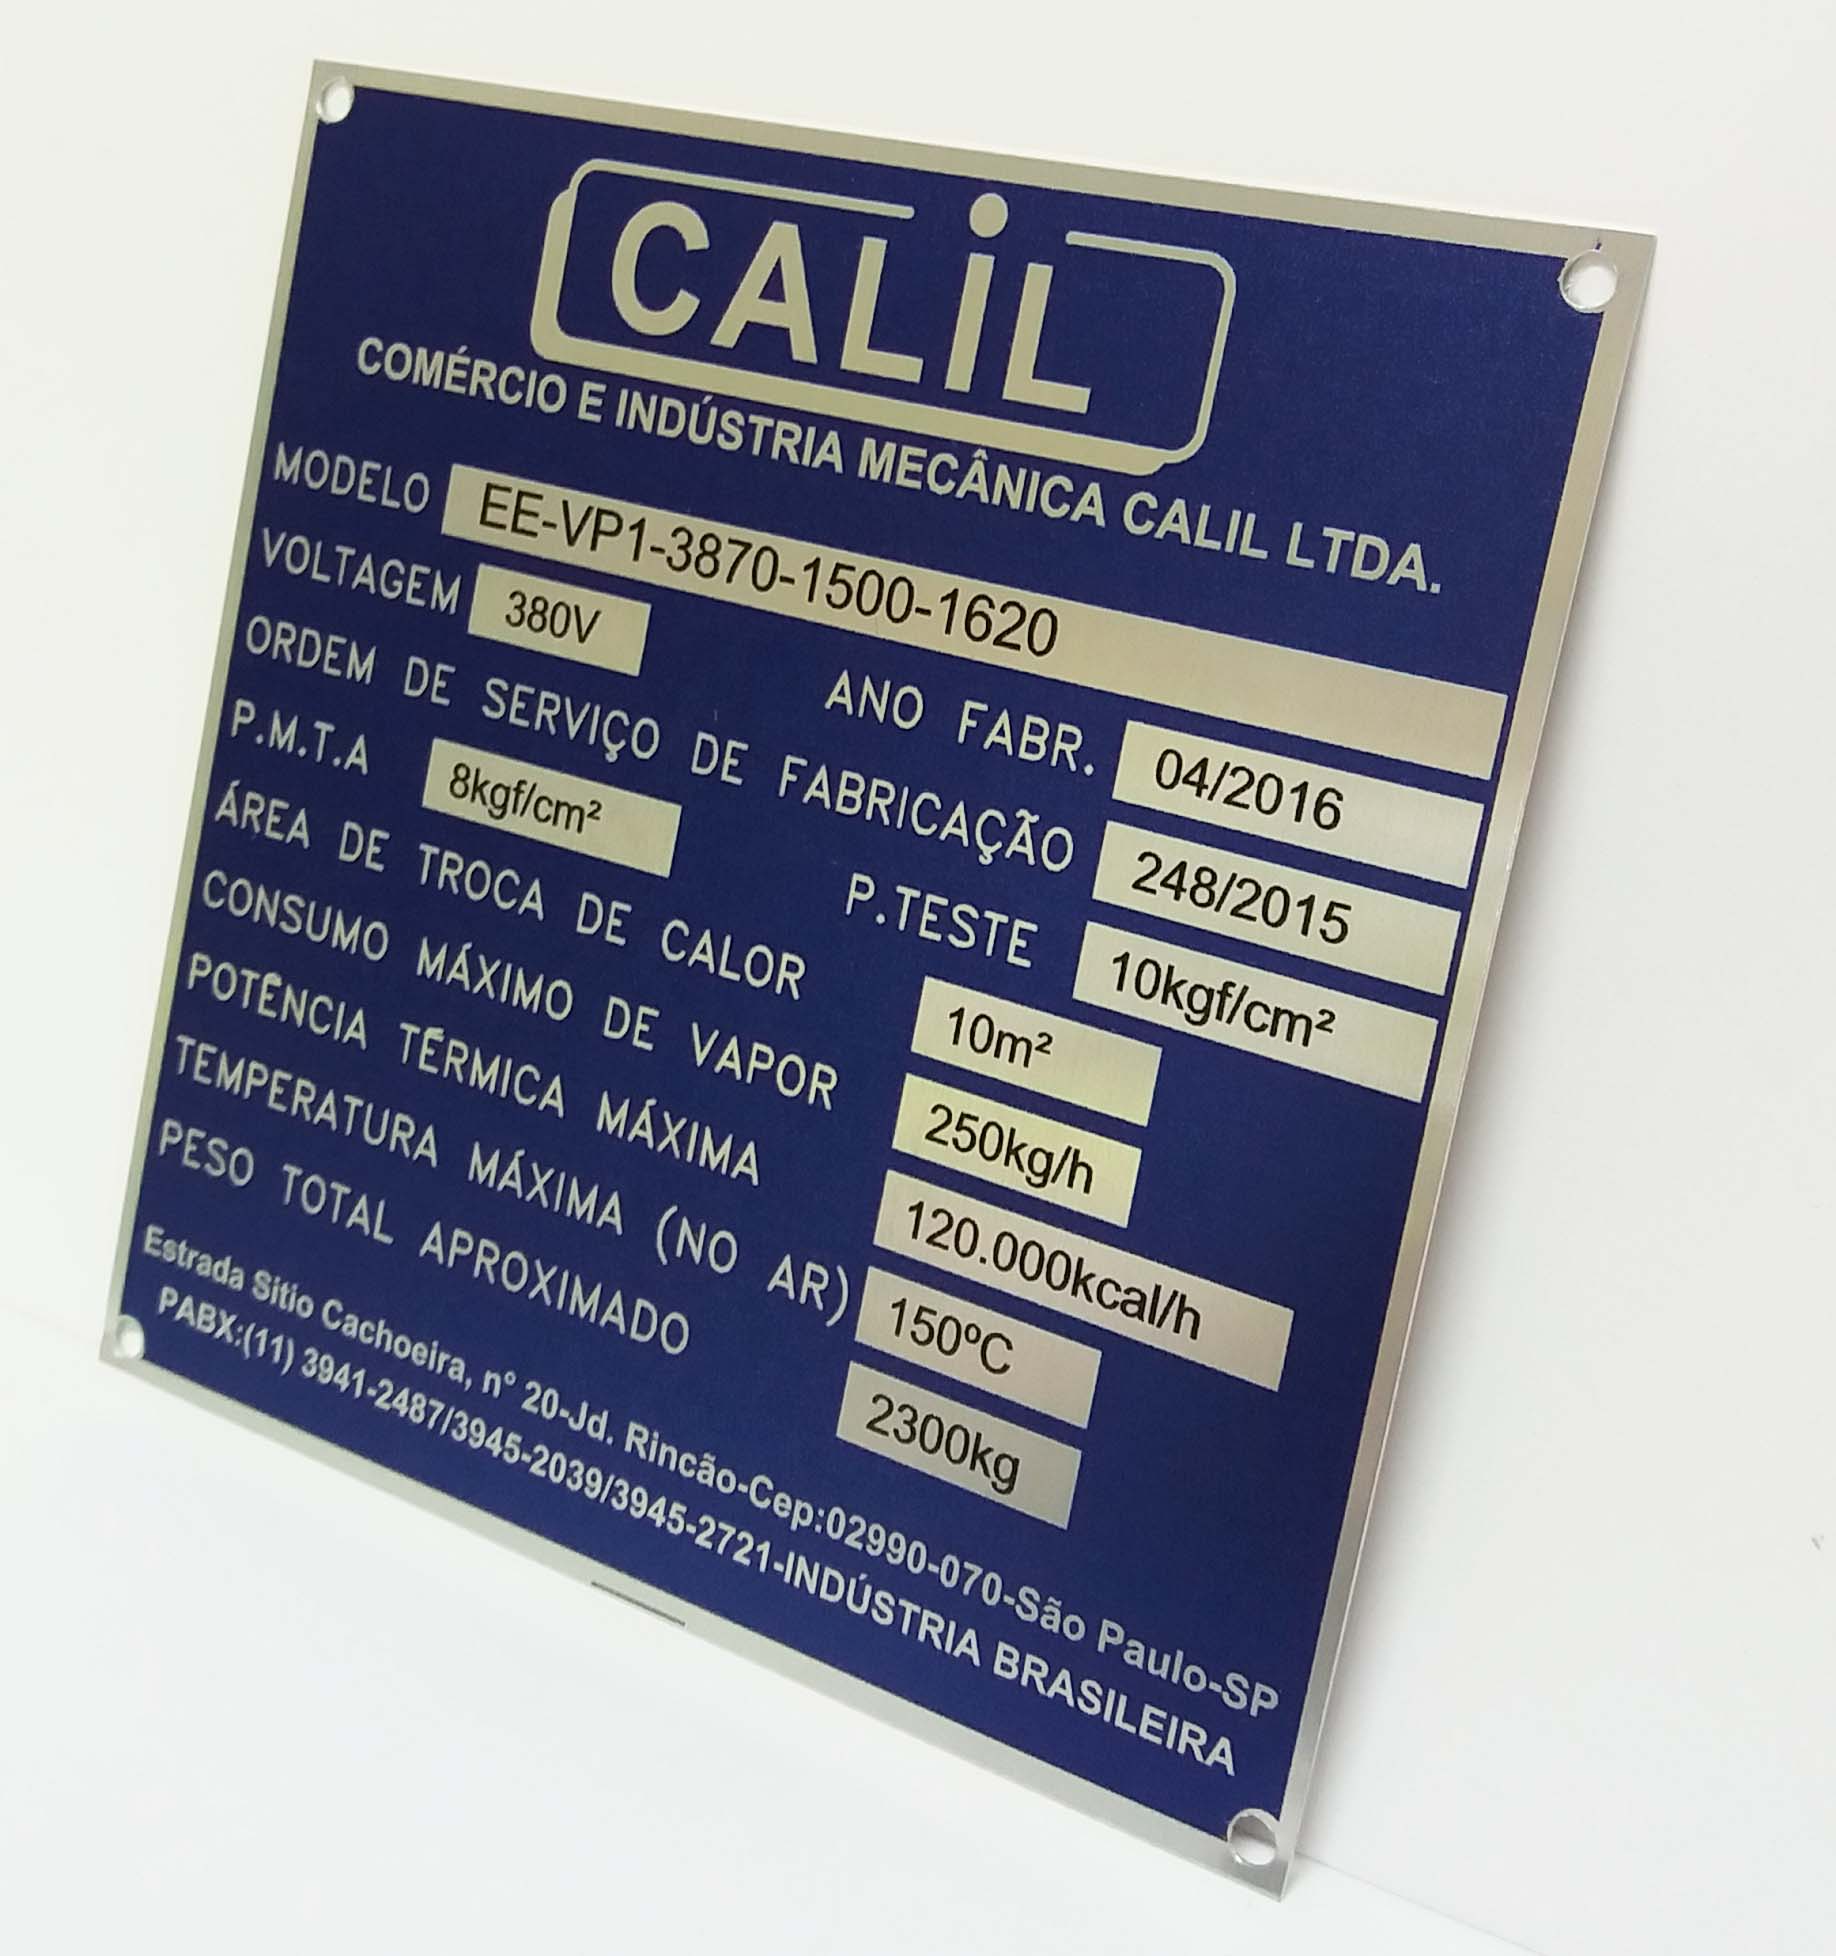 CALiL
COMÉRCIO E INDÚSTRIA MECÂNICA CALIL LTDA.
MODELO EE-VP1-3870-1500-1620
VOLTAGEM 380V ANO FABR. 04/2016
ORDEM DE SERVIÇO DE FABRICAÇÃO 248/2015
P.M.T.A 8kgf/cm² P.TESTE 10kgf/cm²
ÁREA DE TROCA DE CALOR 10m²
CONSUMO MÁXIMO DE VAPOR 250kg/h
POTÊNCIA TÉRMICA MÁXIMA 120.000kcal/h
TEMPERATURA MÁXIMA (NO AR) 150ºC
PESO TOTAL APROXIMADO 2300kg
Estrada Sitio Cachoeira, n° 20-Jd. Rincão-Cep:02990-070-São Paulo-SP
PABX:(11) 3941-2487/3945-2039/3945-2721-INDÚSTRIA BRASILEIRA